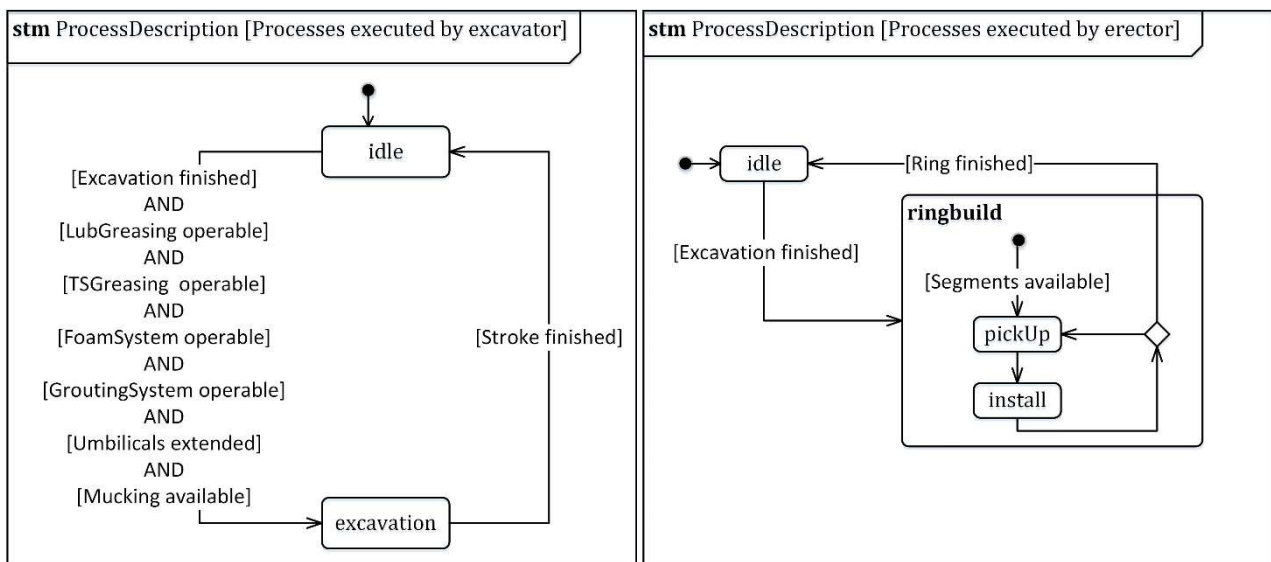 stm ProcessDescription [Processes executed by excavator]
idle
[Excavation finished]
AND
[LubGreasing operable]
AND
[TSGreasing operable]
AND
[FoamSystem operable]
AND
[GroutingSystem operable]
AND
[Umbilicals extended]
AND
[Mucking available]
[Stroke finished]
excavation
stm ProcessDescription [Processes executed by erector]
idle
[Ring finished]
ringbuild
[Excavation finished]
[Segments available]
pickUp
install